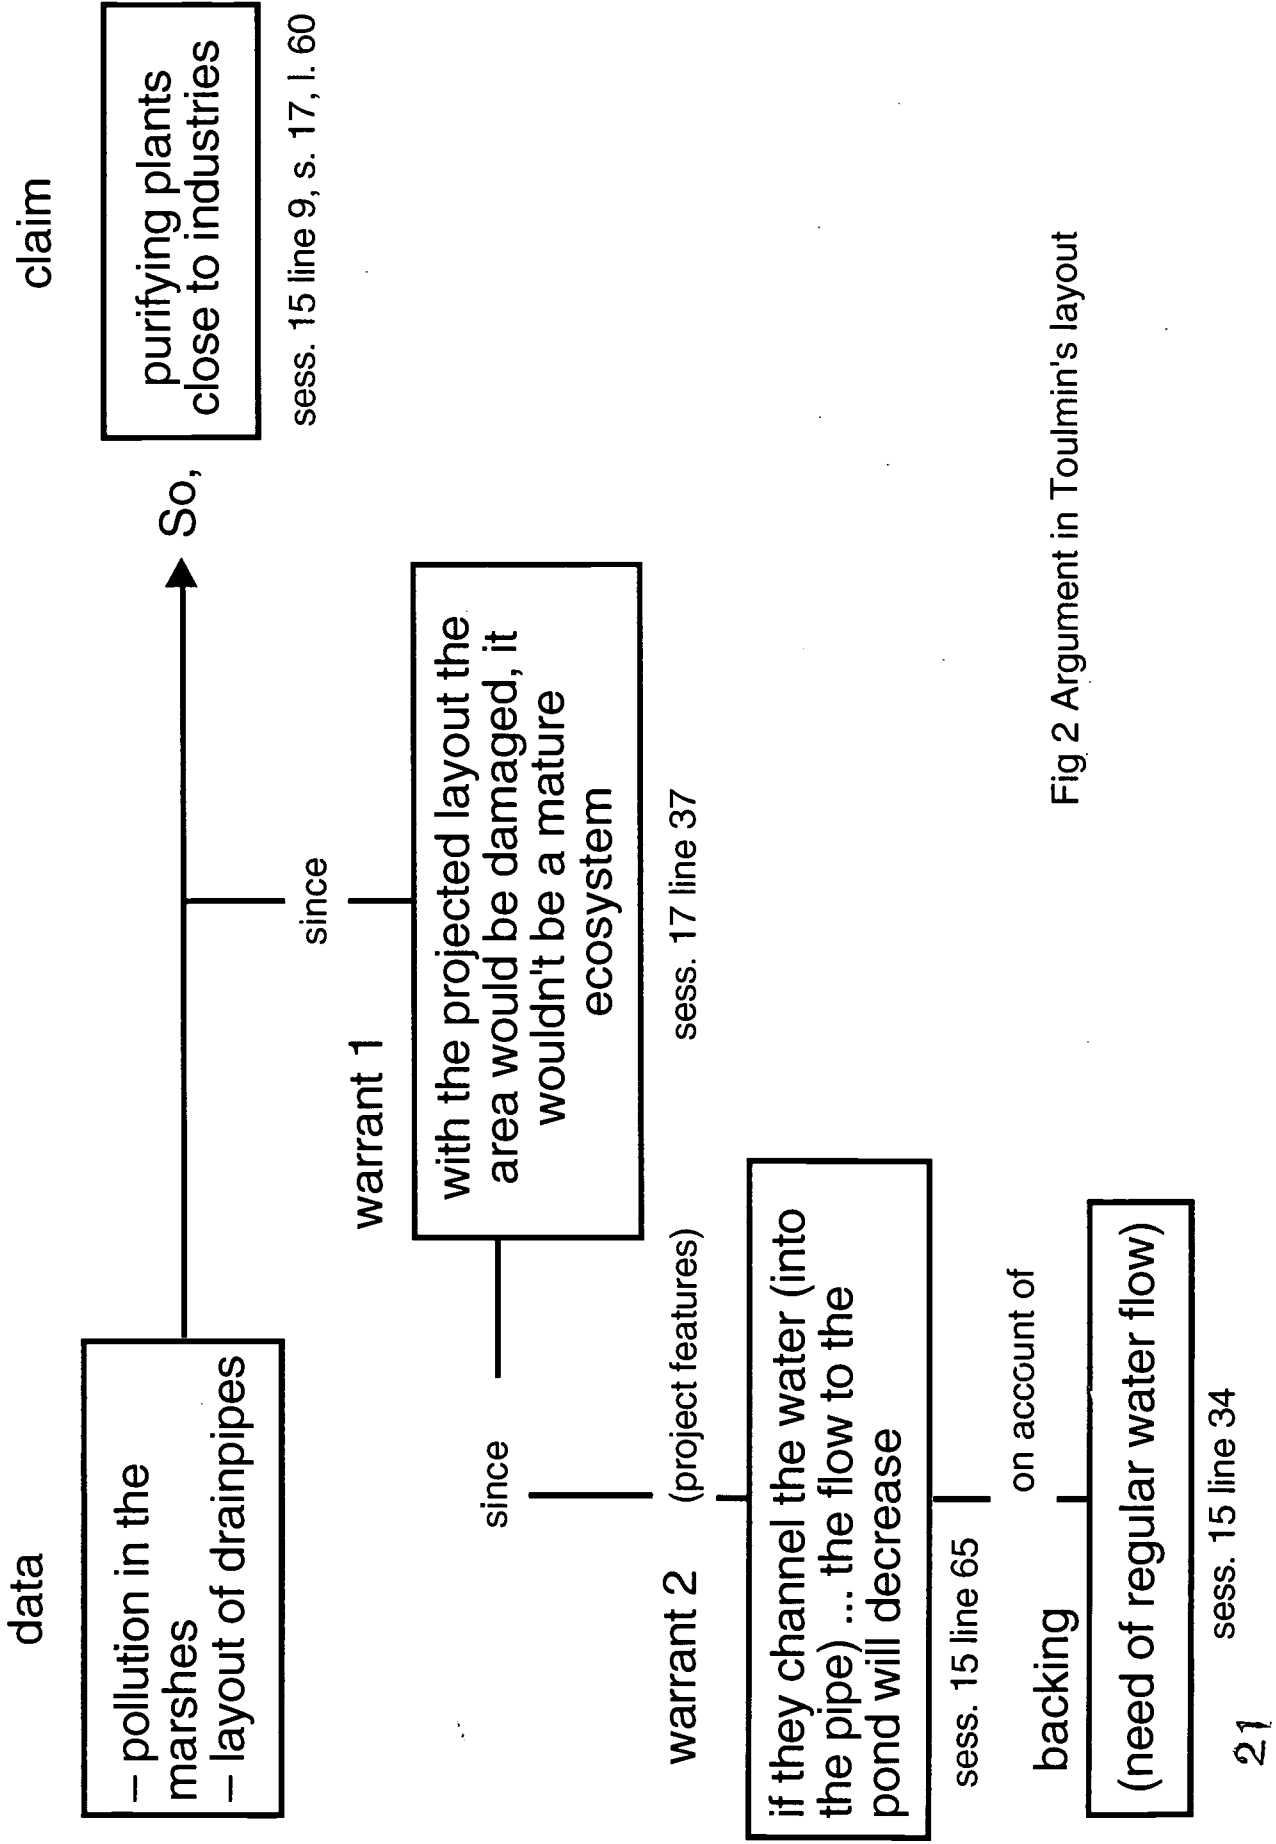 data
– pollution in the
marshes
– layout of drainpipes
So,
claim
purifying plants
close to industries
sess. 15 line 9, s. 17, l. 60
since
warrant 1
with the projected layout the
area would be damaged, it
wouldn't be a mature
ecosystem
sess. 17 line 37
since
warrant 2
(project features)
if they channel the water (into
the pipe) ... the flow to the
pond will decrease
sess. 15 line 65
on account of
backing
(need of regular water flow)
sess. 15 line 34
Fig 2 Argument in Toulmin's layout
21